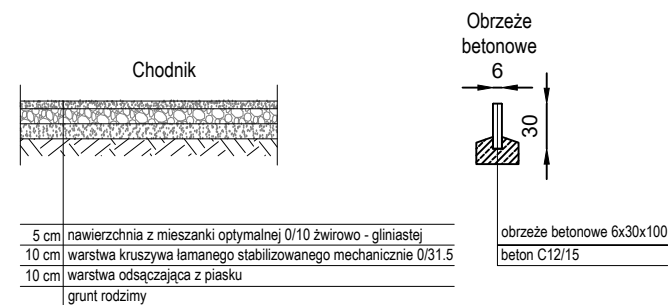 Chodnik
5 cm nawierzchnia z mieszanki optymalnej 0/10 żwirowo - gliniastej
10 cm warstwa kruszywa łamanego stabilizowanego mechanicznie 0/31.5
10 cm warstwa odsączająca z piasku
grunt rodzimy
Obrzeże
betonowe
6
30
obrzeże betonowe 6x30x100
beton C12/15